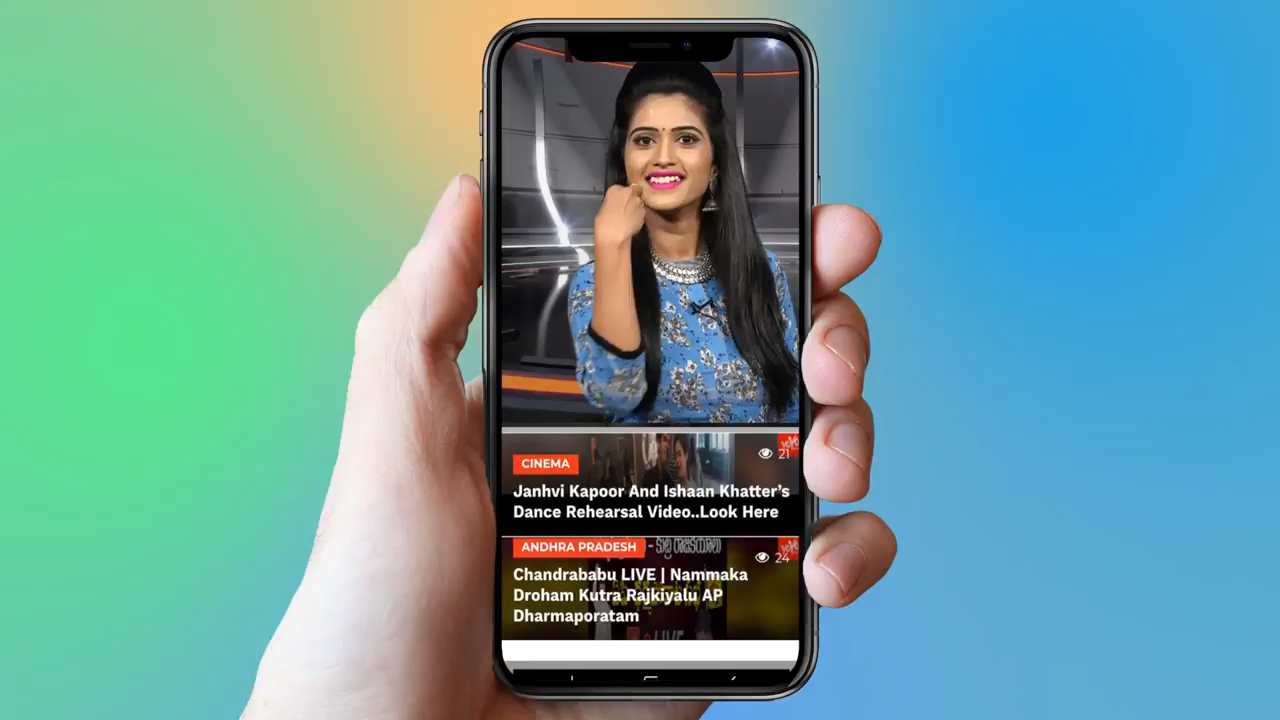 CINEMA
21
Janhvi Kapoor And Ishaan Khatter's
Dance Rehearsal Video..Look Here
ANDHRA PRADESH
24
Chandrababu LIVE | Nammaka
Droham Kutra Rajkiyalu AP
Dharmaporatam
LIVE